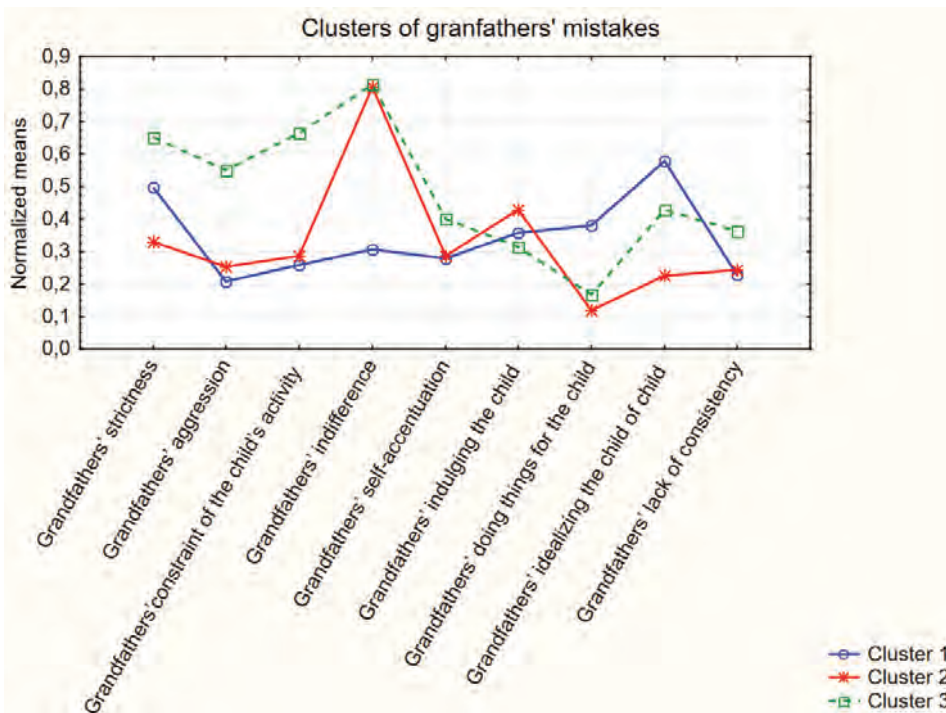 Clusters of granfathers' mistakes
Normalized means
0,9
0,8
0,7
0,6
0,5
0,4
0,3
0,2
0,1
0,0
Grandfathers' strictness
Grandfathers' aggression
Grandfathers'constraint of the child's activity
Grandfathers' indifference
Grandfathers' self-accentuation
Grandfathers' indulging the child
Grandfathers' doing things for the child
Grandfathers' idealizing the child of child
Grandfathers' lack of consistency
Cluster 1
Cluster 2
Cluster 3